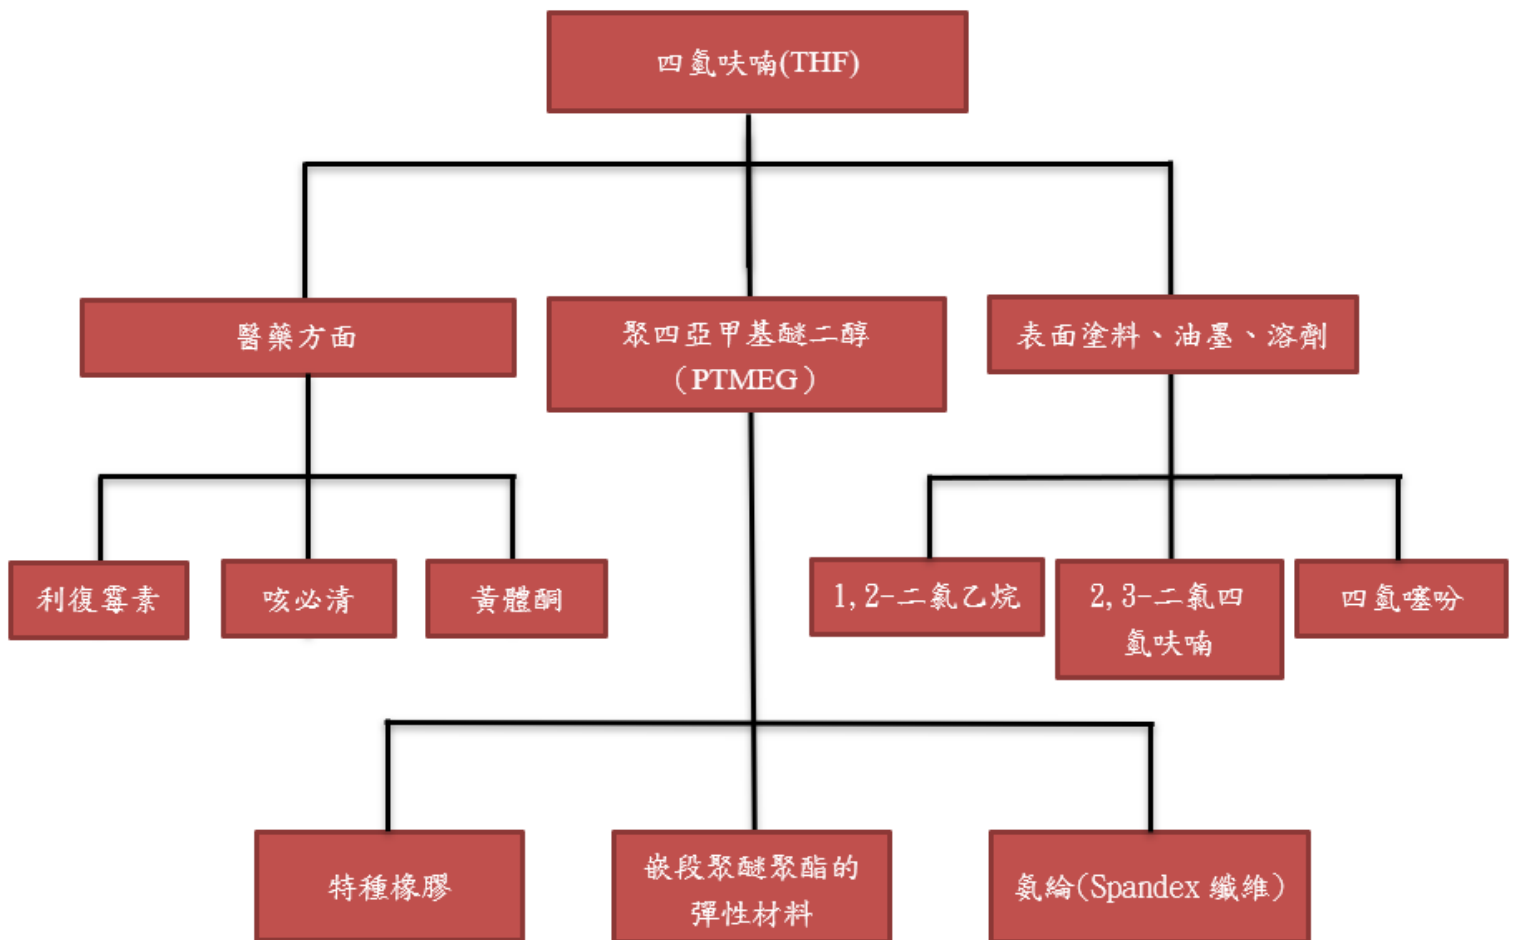 四氫呋喃(THF)
醫藥方面
聚四亞甲基醚二醇
（PTMEG）
表面塗料、油墨、溶劑
利復霉素
咳必清
黃體酮
1,2-二氯乙烷
2,3-二氯四
氫呋喃
四氫噻吩
特種橡膠
嵌段聚醚聚酯的
彈性材料
氨綸(Spandex 纖維)